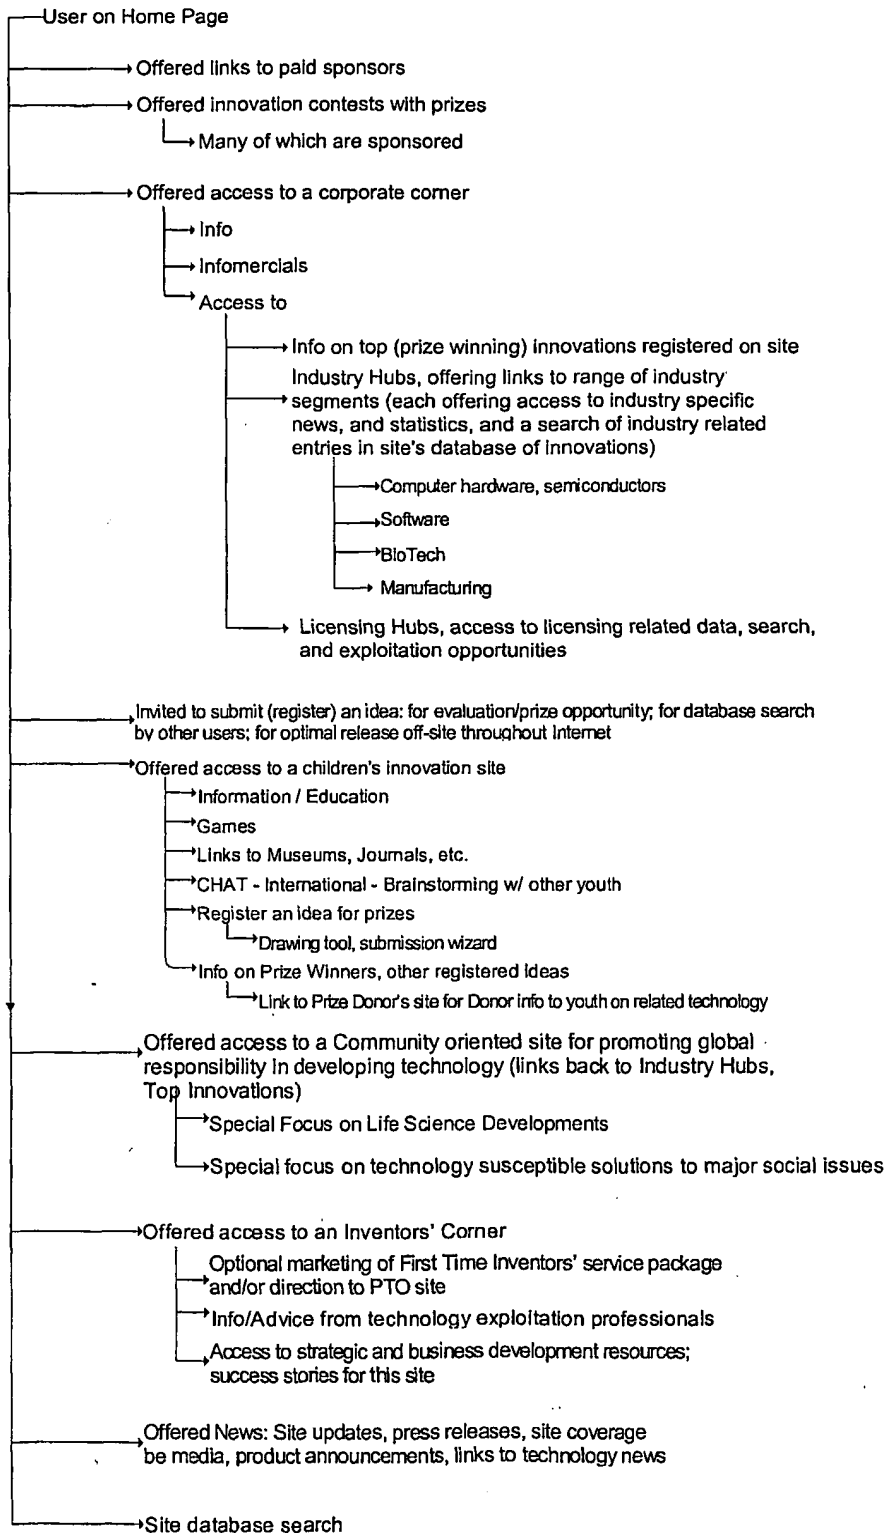 User on Home Page
Offered links to paid sponsors
Offered innovation contests with prizes
Many of which are sponsored
Offered access to a corporate corner
Info
Infomercials
Access to
Info on top (prize winning) innovations registered on site
Industry Hubs, offering links to range of industry
segments (each offering access to industry specific
news, and statistics, and a search of industry related
entries in site's database of innovations)
Computer hardware, semiconductors
Software
BioTech
Manufacturing
Licensing Hubs, access to licensing related data, search,
and exploitation opportunities
Invited to submit (register) an idea: for evaluation/prize opportunity; for database search
by other users; for optimal release off-site throughout Internet
Offered access to a children's innovation site
Information / Education
Games
Links to Museums, Journals, etc.
CHAT - International - Brainstorming w/ other youth
Register an idea for prizes
Drawing tool, submission wizard
Info on Prize Winners, other registered ideas
Link to Prize Donor's site for Donor info to youth on related technology
Offered access to a Community oriented site for promoting global
responsibility in developing technology (links back to Industry Hubs,
Top Innovations)
Special Focus on Life Science Developments
Special focus on technology susceptible solutions to major social issues
Offered access to an Inventors' Corner
Optional marketing of First Time Inventors' service package
and/or direction to PTO site
Info/Advice from technology exploitation professionals
Access to strategic and business development resources;
success stories for this site
Offered News: Site updates, press releases, site coverage
be media, product announcements, links to technology news
Site database search